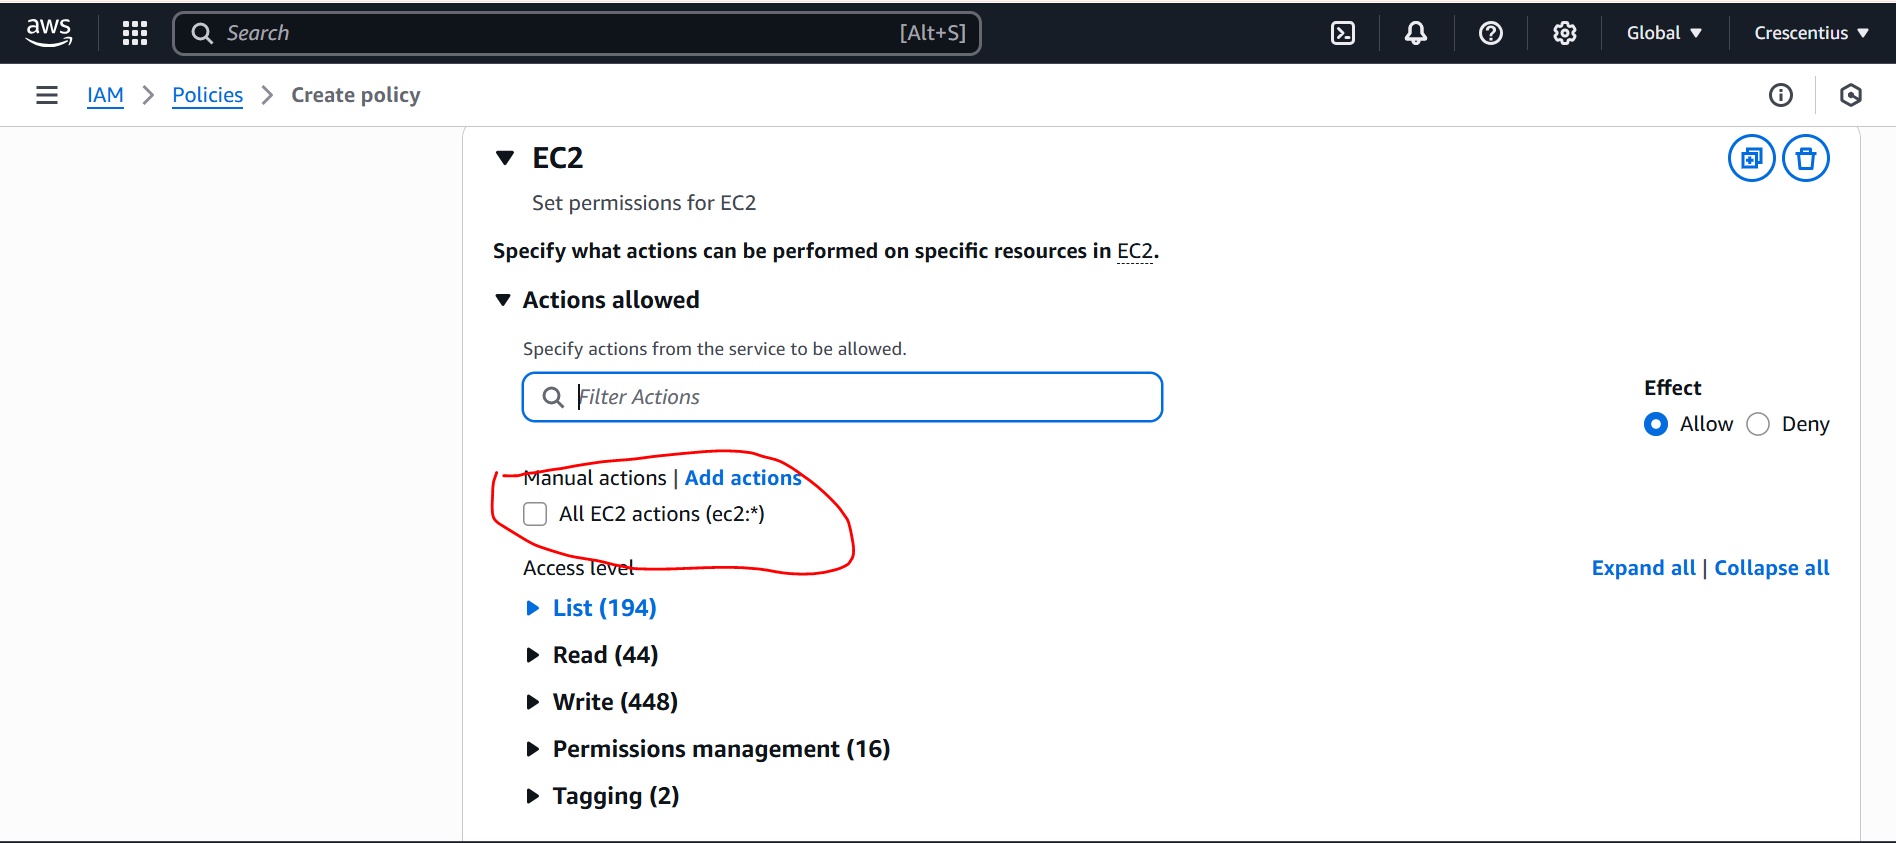 aws
Search [Alt+S]
Global Crescentius
IAM Policies Create policy
EC2
Set permissions for EC2
Specify what actions can be performed on specific resources in EC2.
Actions allowed
Specify actions from the service to be allowed.
Filter Actions
Effect
Allow Deny
Manual actions | Add actions
All EC2 actions (ec2:*)
Access level
Expand all | Collapse all
List (194)
Read (44)
Write (448)
Permissions management (16)
Tagging (2)